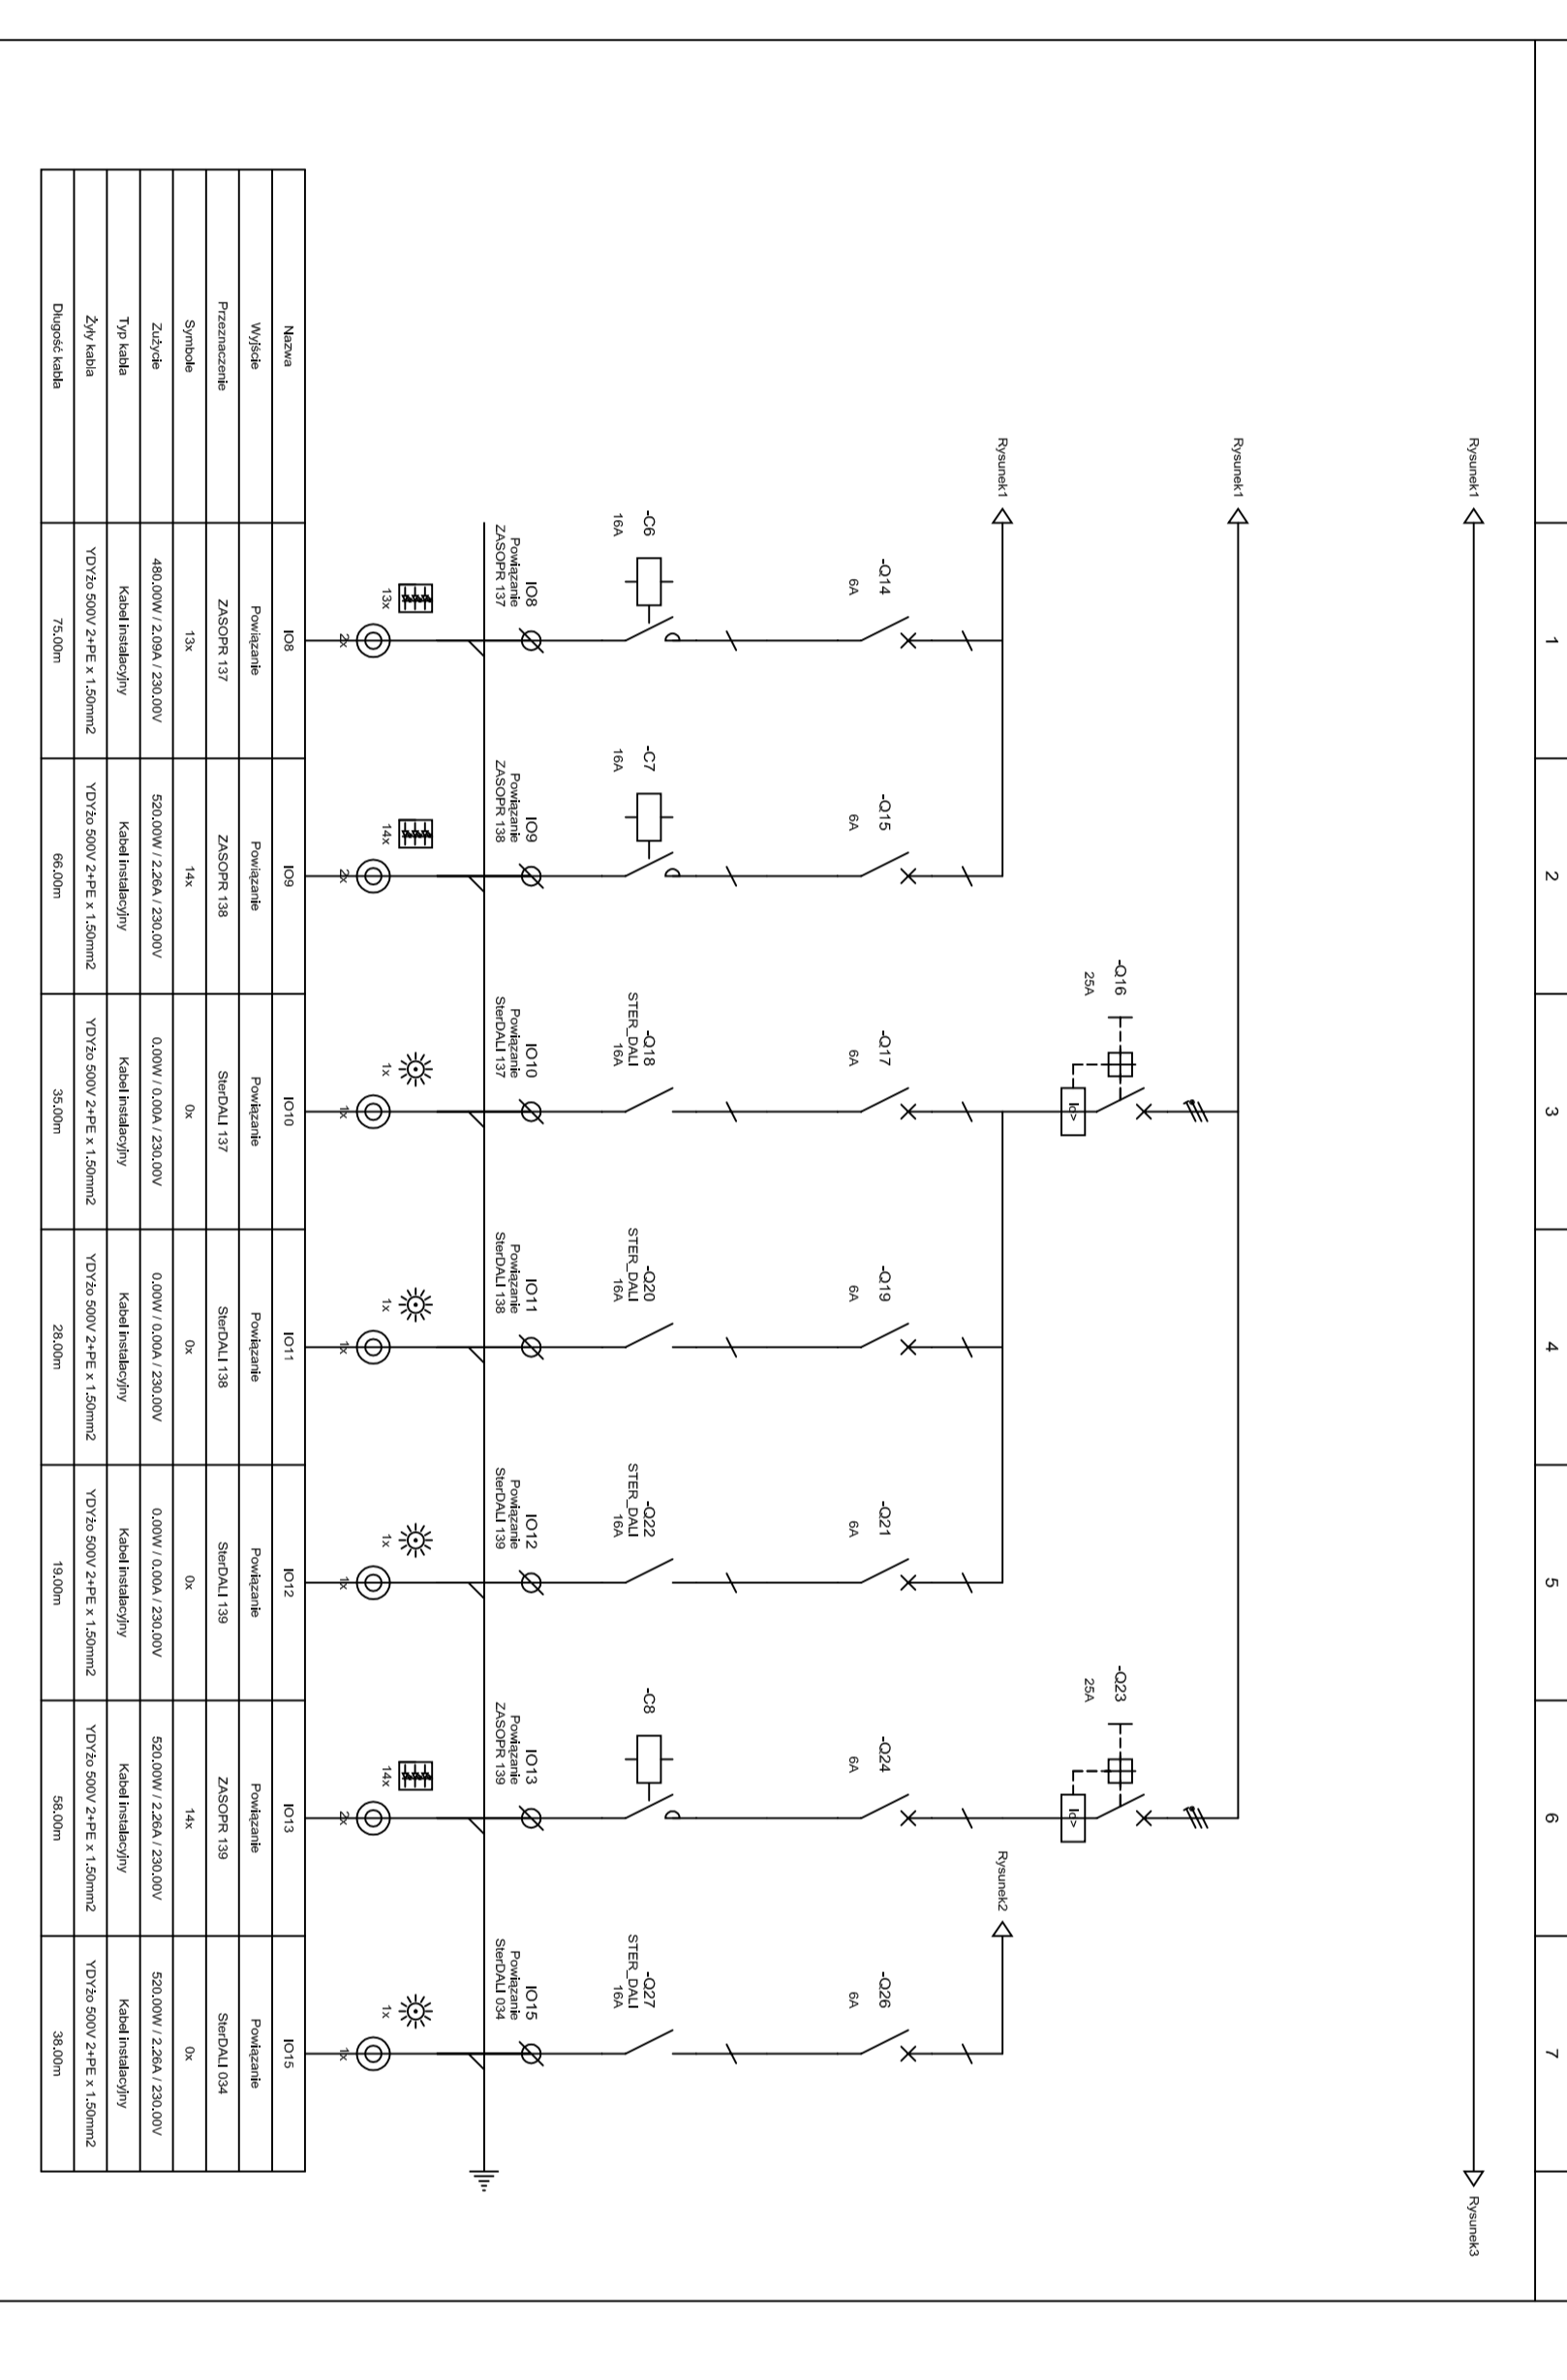 1
2
3
4
5
6
7
Rysunek1
Rysunek3
Rysunek1
-Q16
25A
Io>
-Q23
25A
Io>
Rysunek1
Rysunek2
-Q14
6A
-Q15
6A
-Q17
6A
-Q19
6A
-Q21
6A
-Q24
6A
-Q26
6A
-C6
16A
-C7
16A
-Q18
STER_DALI
16A
-Q20
STER_DALI
16A
-Q22
STER_DALI
16A
-C8
-Q27
STER_DALI
16A
IO8
Powiązanie
ZASOPR 137
IO9
Powiązanie
ZASOPR 138
IO10
Powiązanie
SterDALI 137
IO11
Powiązanie
SterDALI 138
IO12
Powiązanie
SterDALI 139
IO13
Powiązanie
ZASOPR 139
IO15
Powiązanie
SterDALI 034
13x
2x
14x
2x
1x
1x
1x
1x
1x
1x
14x
2x
1x
1x
Nazwa IO8 IO9 IO10 IO11 IO12 IO13 IO15
Wyjście Powiązanie Powiązanie Powiązanie Powiązanie Powiązanie Powiązanie Powiązanie
Przeznaczenie ZASOPR 137 ZASOPR 138 SterDALI 137 SterDALI 138 SterDALI 139 ZASOPR 139 SterDALI 034
Symbole 13x 14x 0x 0x 0x 14x 0x
Zużycie 480.00W / 2.09A / 230.00V 520.00W / 2.26A / 230.00V 0.00W / 0.00A / 230.00V 0.00W / 0.00A / 230.00V 0.00W / 0.00A / 230.00V 520.00W / 2.26A / 230.00V 520.00W / 2.26A / 230.00V
Typ kabla Kabel instalacyjny Kabel instalacyjny Kabel instalacyjny Kabel instalacyjny Kabel instalacyjny Kabel instalacyjny Kabel instalacyjny
Żyły kabla YDYżo 500V 2+PE x 1.50mm2 YDYżo 500V 2+PE x 1.50mm2 YDYżo 500V 2+PE x 1.50mm2 YDYżo 500V 2+PE x 1.50mm2 YDYżo 500V 2+PE x 1.50mm2 YDYżo 500V 2+PE x 1.50mm2 YDYżo 500V 2+PE x 1.50mm2
Długość kabla 75.00m 66.00m 35.00m 28.00m 19.00m 58.00m 38.00m